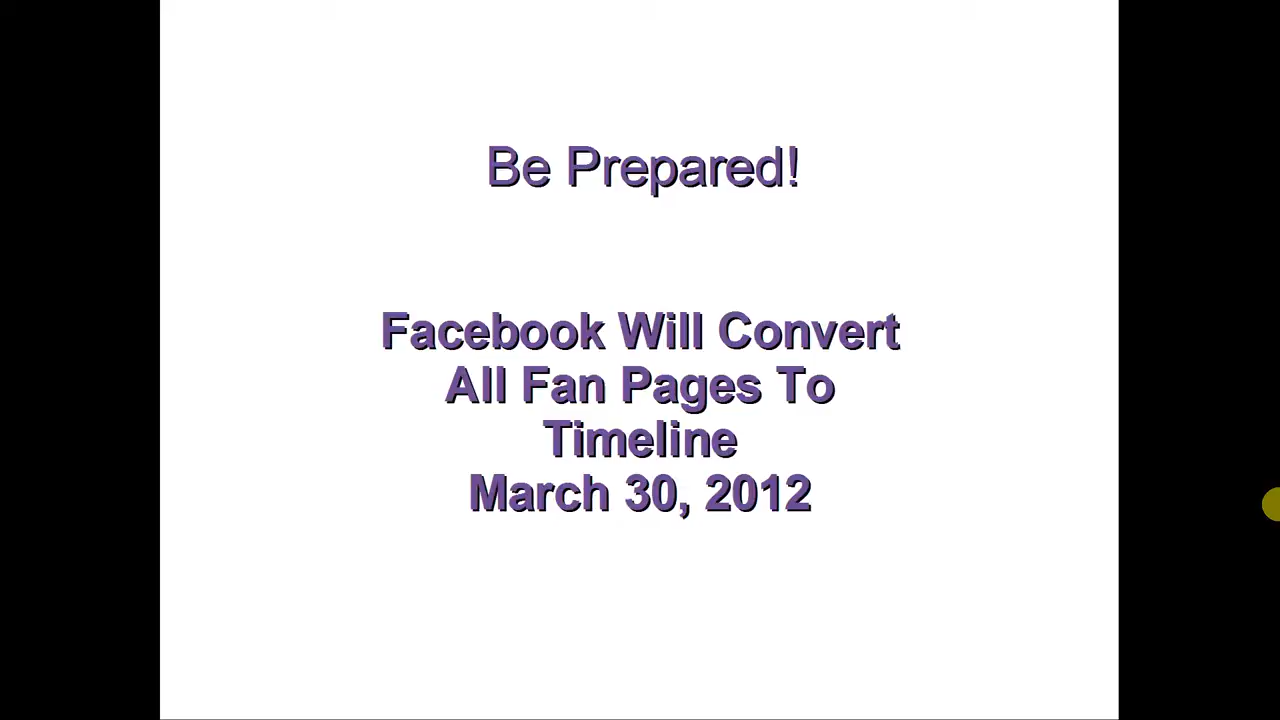 Be Prepared!
Facebook Will Convert
All Fan Pages To
Timeline
March 30, 2012